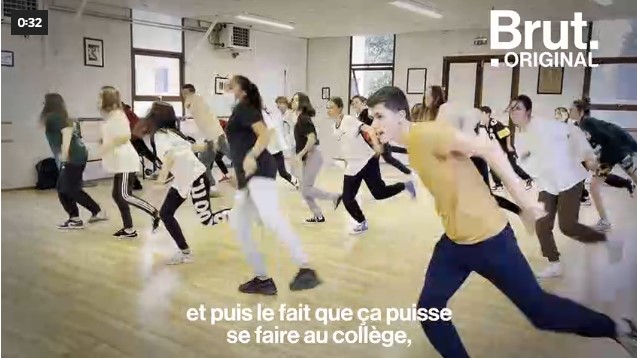 0:32
Brut.
ORIGINAL
et puis le fait que ça puisse
se faire au collège,